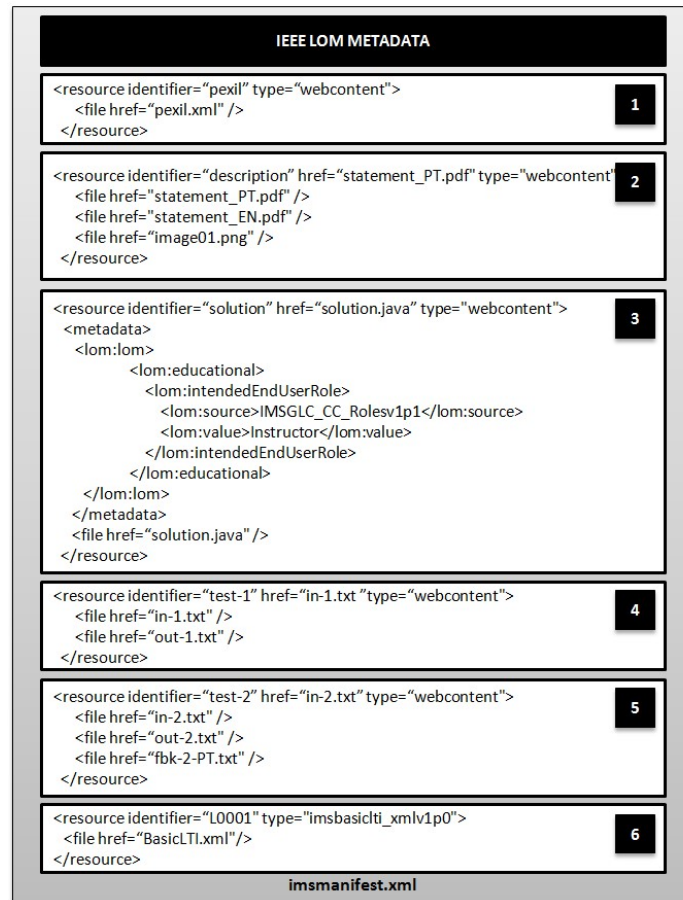 IEEE LOM METADATA
<resource identifier=“pexil” type=“webcontent">
<file href=“pexil.xml" />
</resource>
1
<resource identifier=“description” href=“statement_PT.pdf" type="webcontent"
<file href="statement_PT.pdf" />
<file href="statement_EN.pdf" />
<file href=“image01.png" />
</resource>
2
<resource identifier=“solution” href=“solution.java” type="webcontent">
<metadata>
<lom:lom>
<lom:educational>
<lom:intendedEndUserRole>
<lom:source>IMSGLC_CC_Rolesv1p1</lom:source>
<lom:value>Instructor</lom:value>
</lom:intendedEndUserRole>
</lom:educational>
</lom:lom>
</metadata>
<file href=“solution.java" />
</resource>
3
<resource identifier=“test-1” href=“in-1.txt ”type=“webcontent">
<file href=“in-1.txt" />
<file href=“out-1.txt" />
</resource>
4
<resource identifier=“test-2” href=“in-2.txt” type=“webcontent">
<file href=“in-2.txt" />
<file href=“out-2.txt" />
<file href=“fbk-2-PT.txt" />
</resource>
5
<resource identifier=“L0001" type="imsbasiclti_xmlv1p0">
<file href=“BasicLTI.xml"/>
</resource>
6
imsmanifest.xml